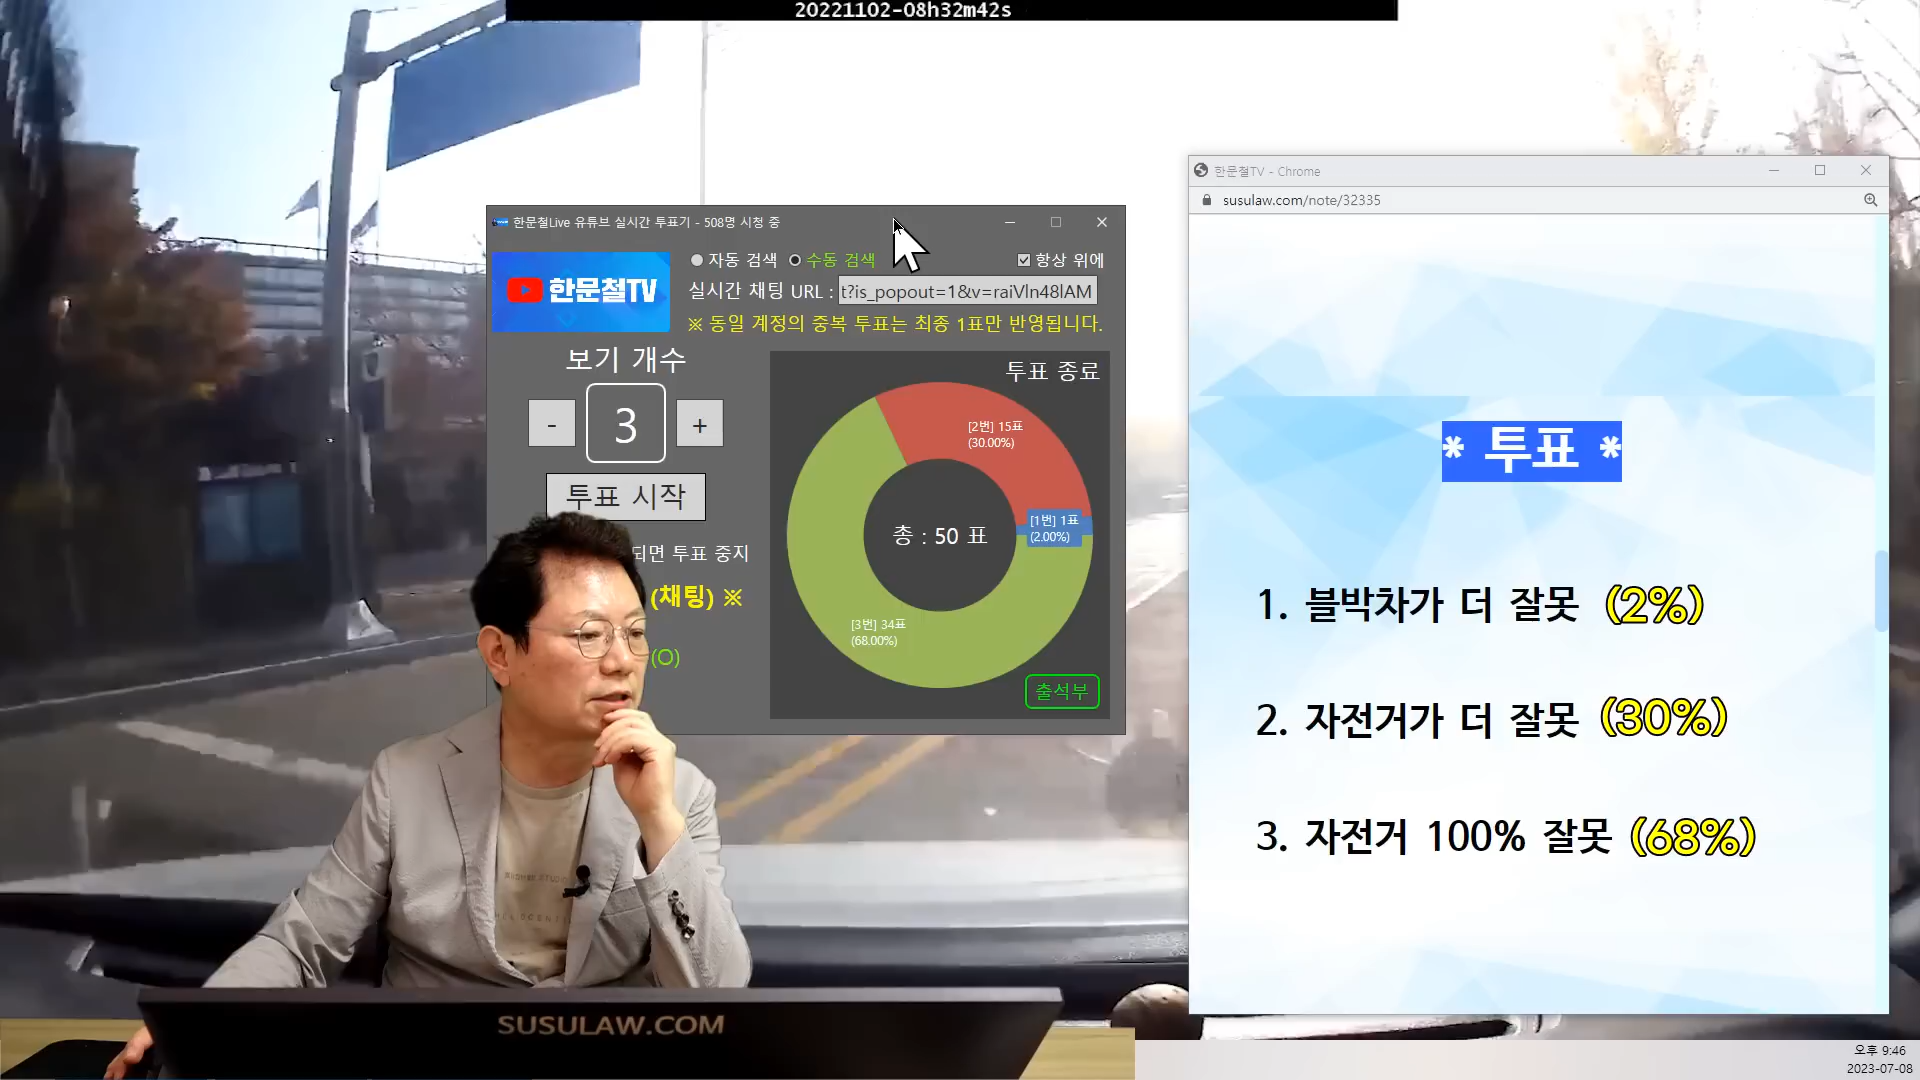 20221102-08h32m42s
한문철Live 유튜브 실시간 투표기 - 508명 시청 중
한문철TV
자동 검색
수동 검색
항상 위에
실시간 채팅 URL :
t?is_popout=1&v=raiVln48lAM
※ 동일 계정의 중복 투표는 최종 1표만 반영됩니다.
보기 개수
- 3 +
투표 시작
되면 투표 중지
(채팅) ※
(O)
투표 종료
[2번] 15표
(30.00%)
[1번] 1표
(2.00%)
총 : 50 표
[3번] 34표
(68.00%)
출석부
한문철TV - Chrome
susulaw.com/note/32335
* 투표 *
1. 블박차가 더 잘못 (2%)
2. 자전거가 더 잘못 (30%)
3. 자전거 100% 잘못 (68%)
SUSULAW.COM
오후 9:46
2023-07-08